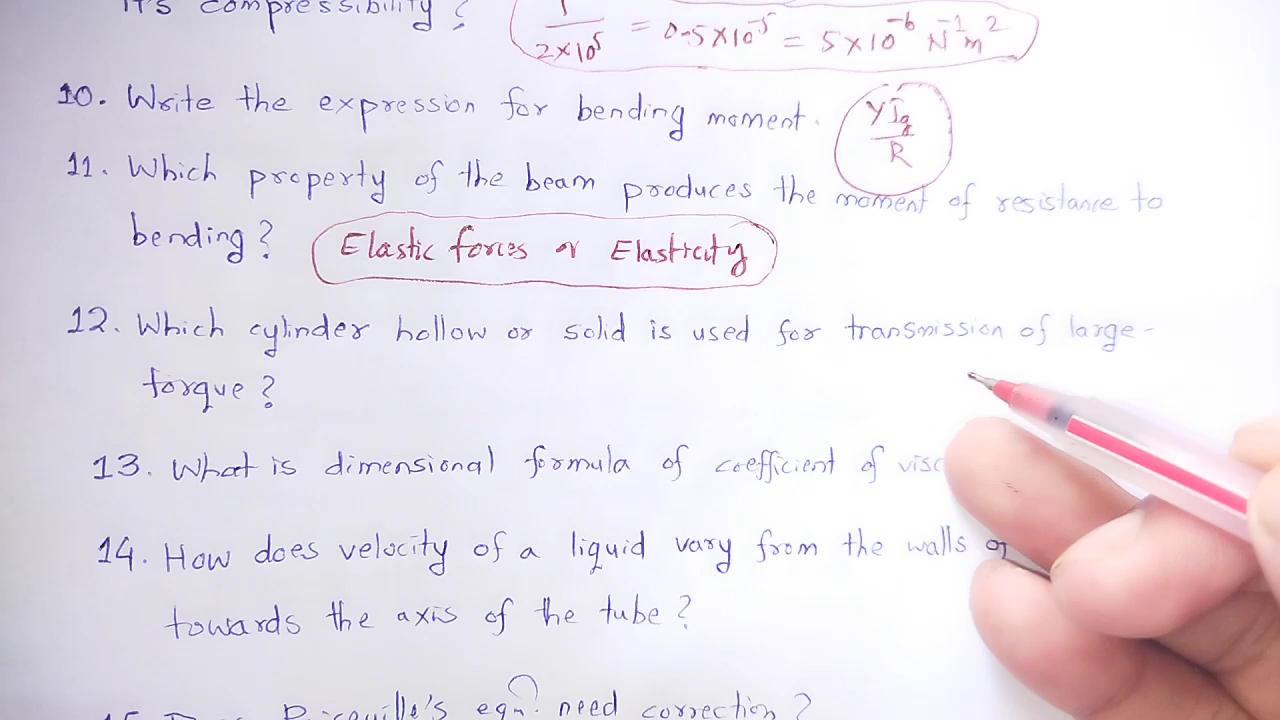 It's compressibility?
1/2×10⁵ = 0.5×10⁻⁵ = 5×10⁻⁶ N⁻¹m²
10. Write the expression for bending moment.
YIg/R
11. Which property of the beam produces the moment of resistance to
bending?
Elastic forces or Elasticity
12. Which cylinder hollow or solid is used for transmission of large-
torque?
13. What is dimensional formula of coefficient of visc
14. How does velocity of a liquid vary from the walls of
towards the axis of the tube?
eqn. need correction?